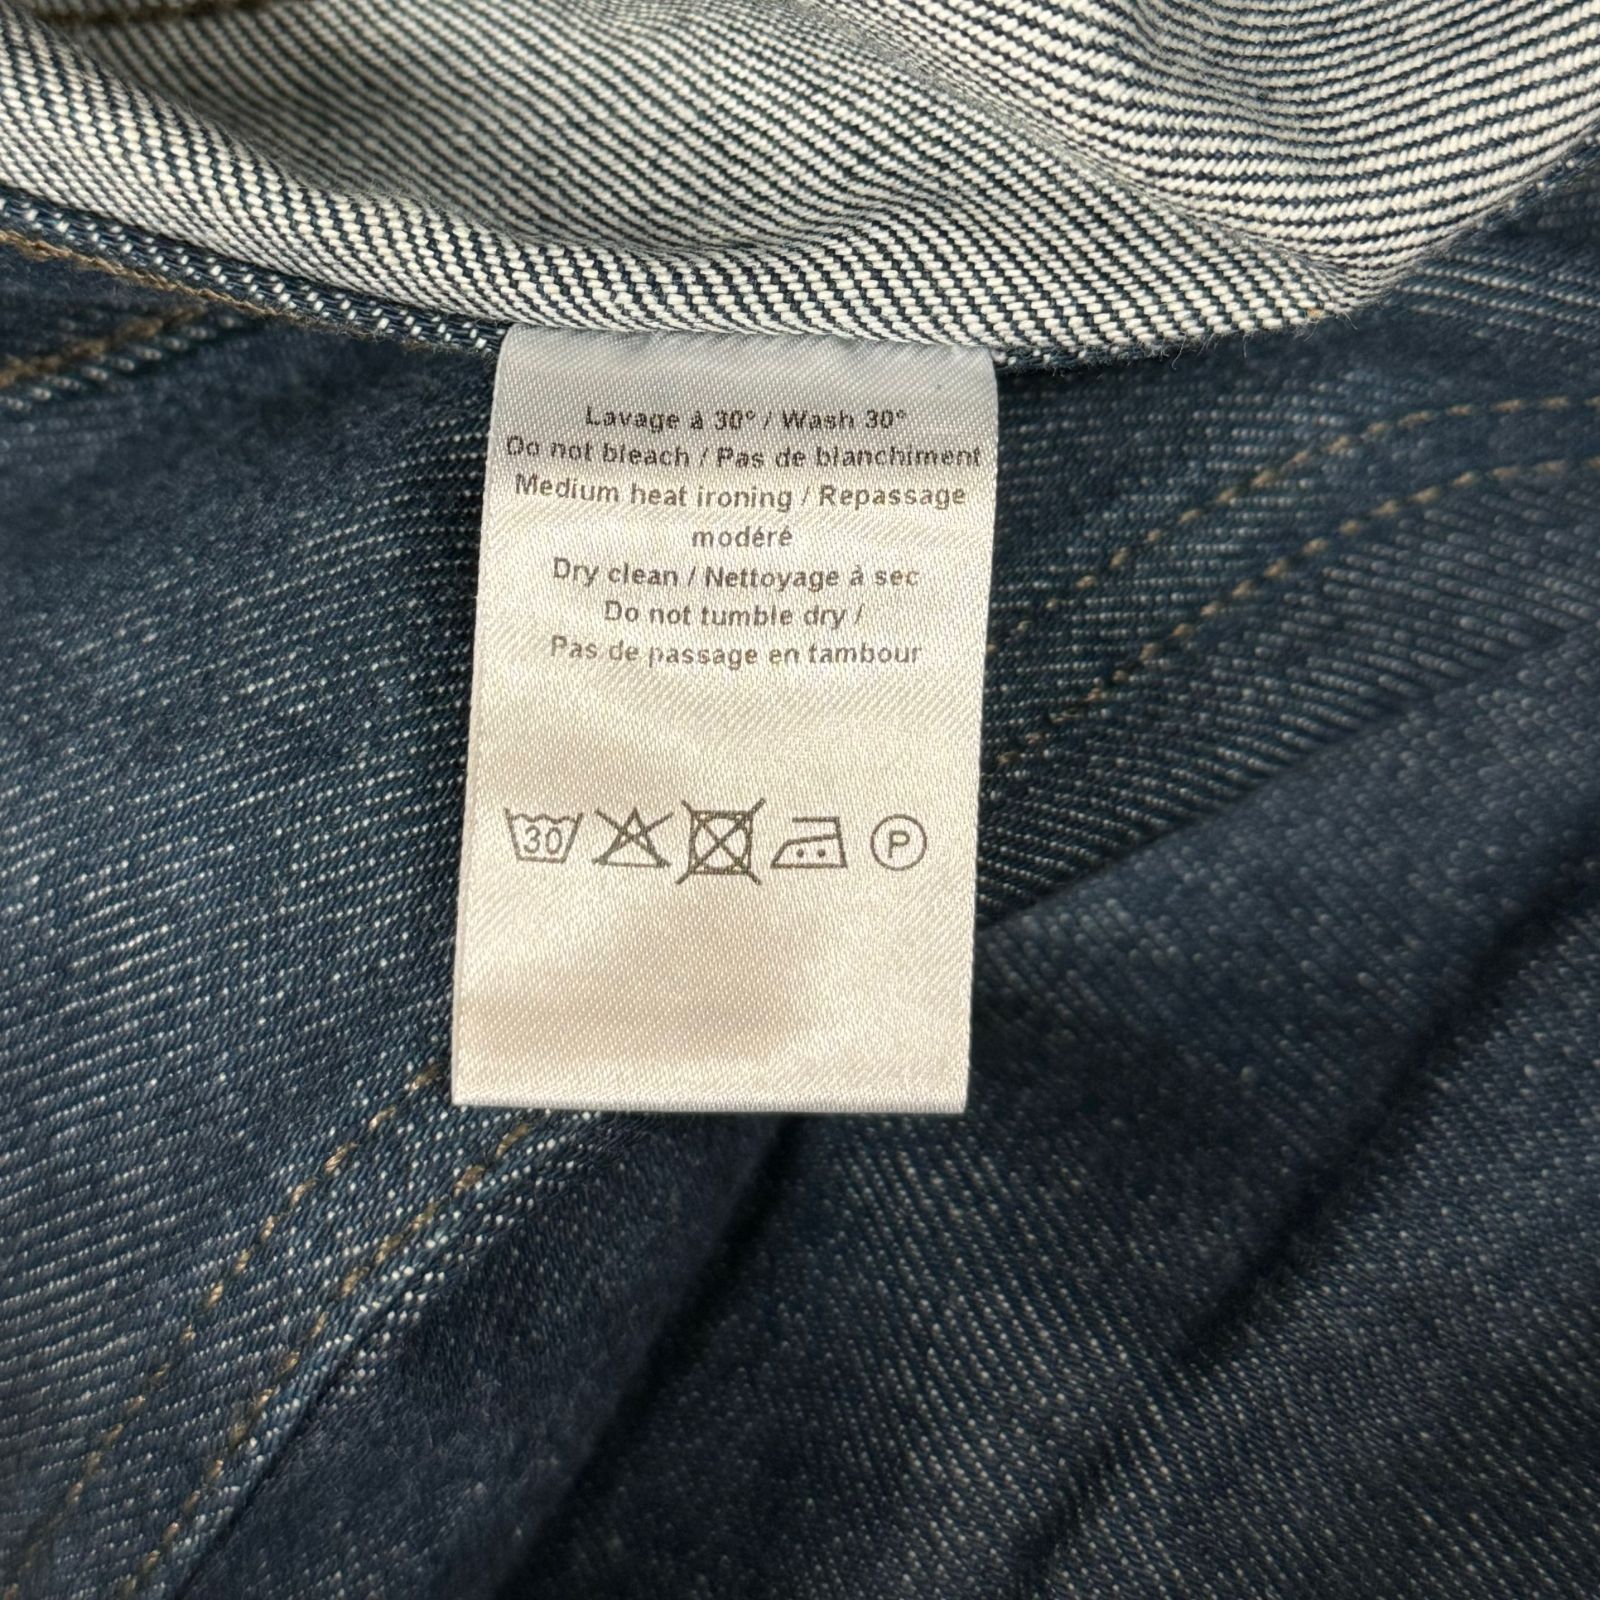 Lavage à 30° / Wash 30°
Do not bleach / Pas de blanchiment
Medium heat ironing / Repassage
modéré
Dry clean / Nettoyage à sec
Do not tumble dry /
Pas de passage en tambour
30 P